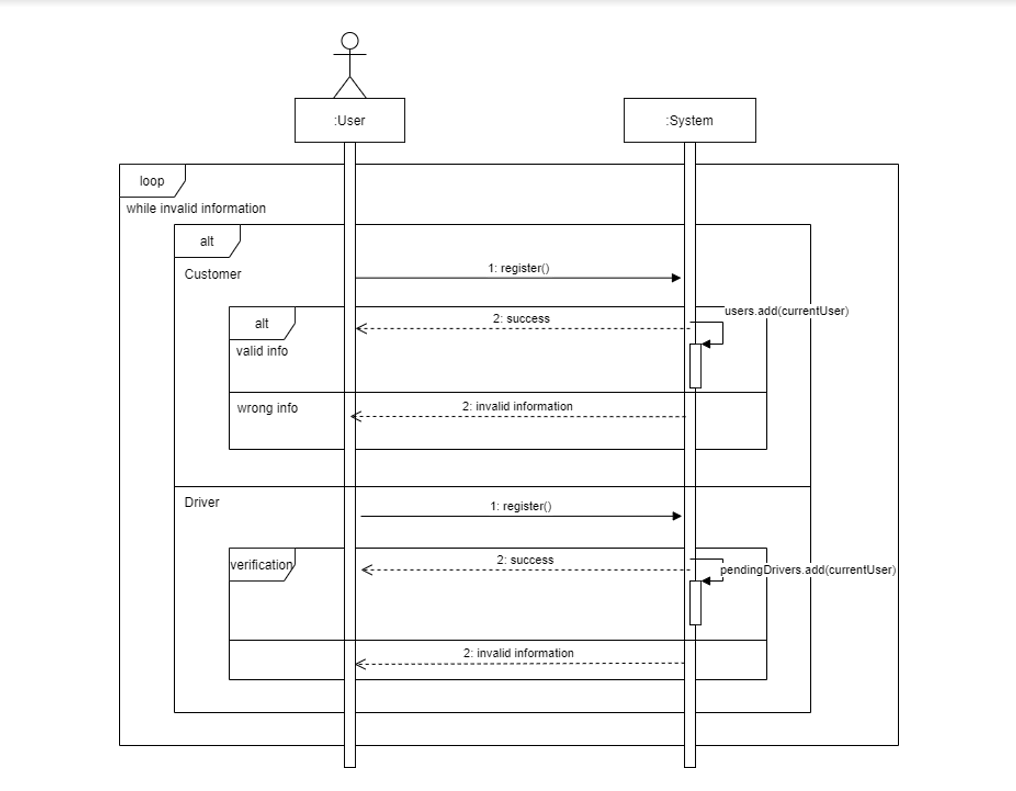 :User
:System
loop
while invalid information
alt
Customer
1: register()
users.add(currentUser)
2: success
alt
valid info
2: invalid information
wrong info
Driver
1: register()
2: success
verification
pendingDrivers.add(currentUser)
2: invalid information